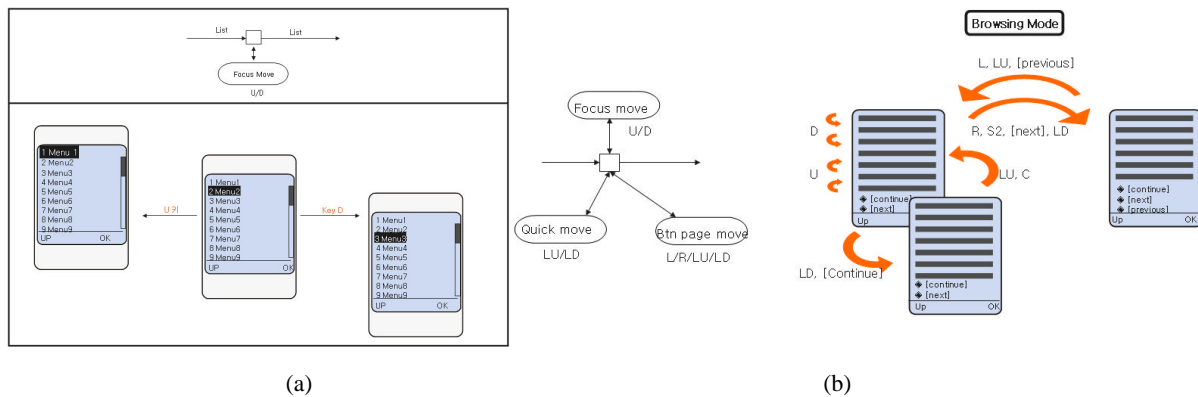 List
List
Focus Move
U/D
1 Menu 1
2 Menu2
3 Menu3
4 Menu4
5 Menu5
6 Menu6
7 Menu7
8 Menu8
9 Menu9
UP OK
U 키
1 Menu1
2 Menu2
3 Menu3
4 Menu4
5 Menu5
6 Menu6
7 Menu7
8 Menu8
9 Menu9
UP OK
Key D
1 Menu1
2 Menu2
3 Menu3
4 Menu4
5 Menu5
6 Menu6
7 Menu7
8 Menu8
9 Menu9
UP OK
(a)
Focus move
U/D
Quick move
LU/LD
Btn page move
L/R/LU/LD
Browsing Mode
L, LU, [previous]
R, S2, [next], LD
D
U
[continue]
[next]
Up
LU, C
LD, [Continue]
[continue]
[next]
Up OK
[continue]
[next]
[previous]
Up OK
(b)